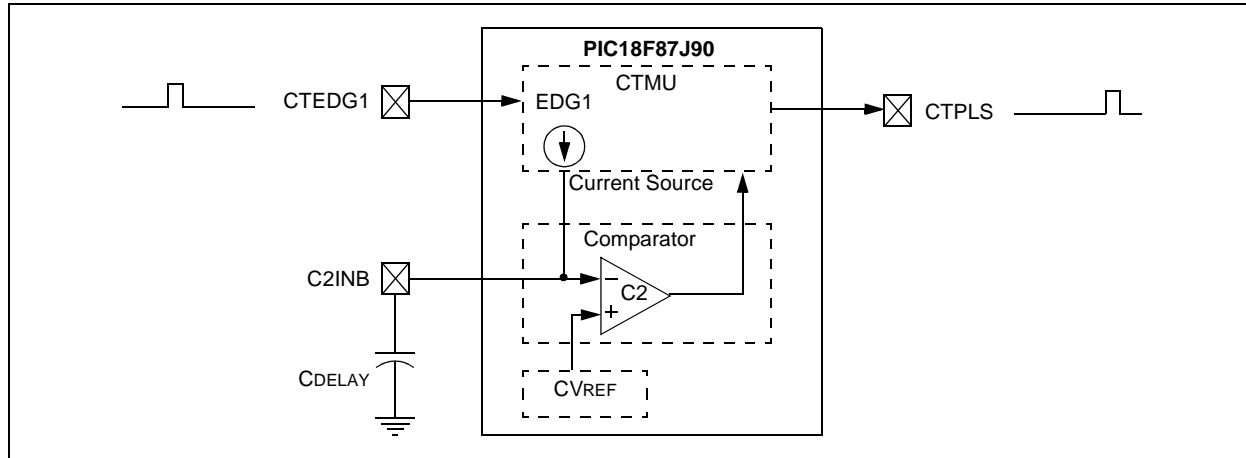 PIC18F87J90
CTMU
CTEDG1
EDG1
CTPLS
Current Source
Comparator
C2INB
−
C2
+
CDELAY
CVREF